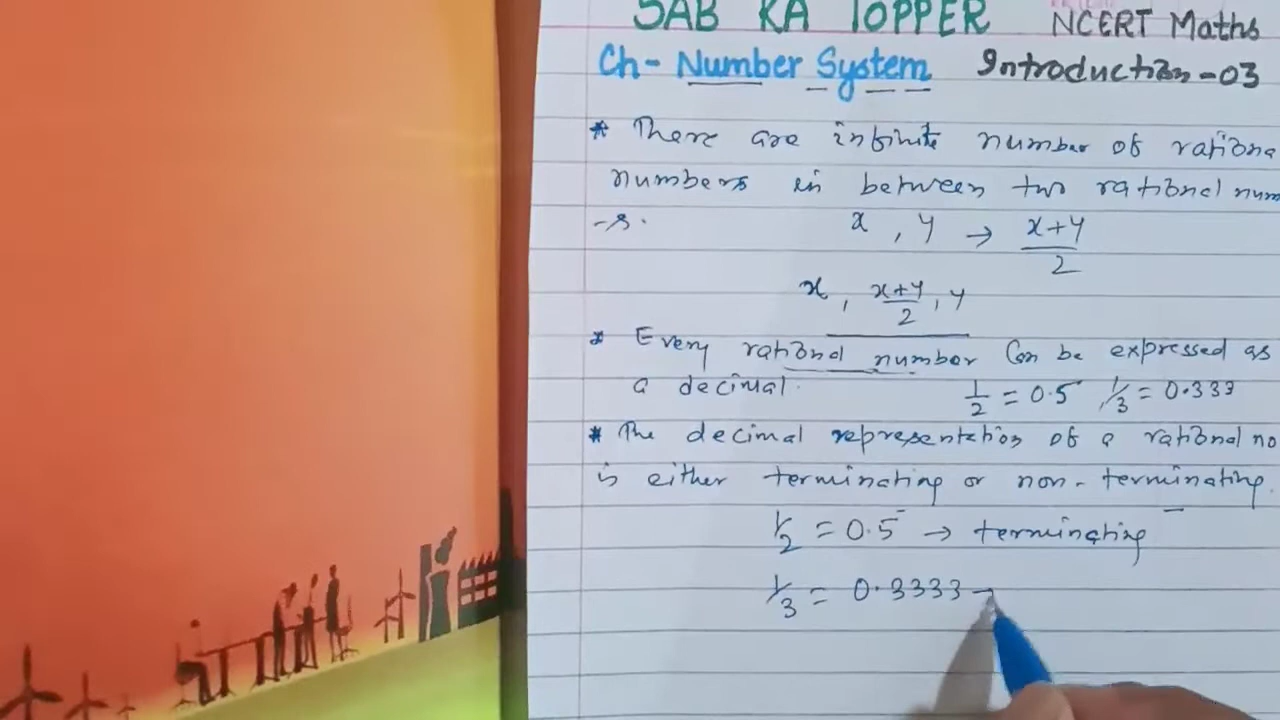 SAB KA TOPPER NCERT Maths
Ch- Number System Introduction-03
* There are infinite number of rationa
numbers in between two rational num
-s.
x , y → x+y/2
x , x+y/2 , y
* Every rational number Can be expressed as
a decimal. 1/2 = 0.5 , 1/3 = 0.333
* The decimal representation of a rational no
is either terminating or non-terminating.
1/2 = 0.5 → terminating
1/3 = 0.3333